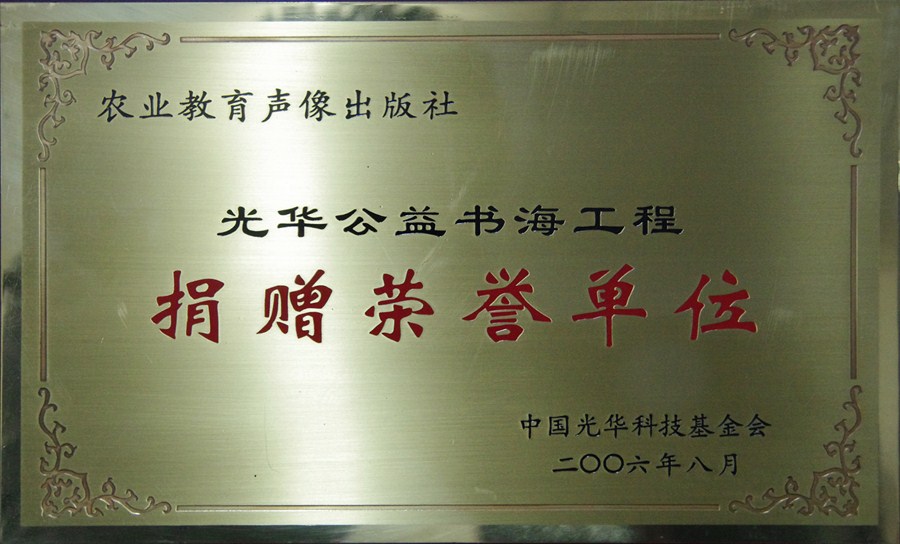 农业教育声像出版社
光华公益书海工程
捐赠荣誉单位
中国光华科技基金会
二〇〇六年八月